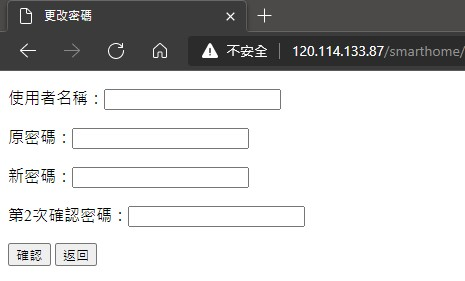 更改密碼
不安全 120.114.133.87/smarthome/
使用者名稱：
原密碼：
新密碼：
第2次確認密碼：
確認 返回